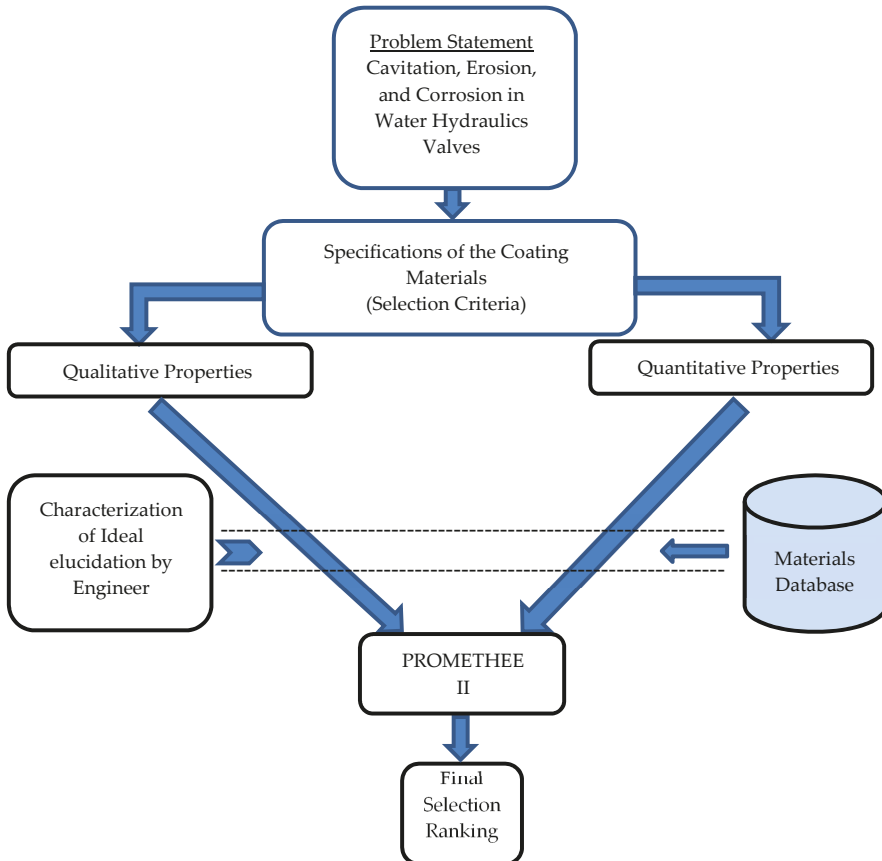 Problem Statement
Cavitation, Erosion,
and Corrosion in
Water Hydraulics
Valves
Specifications of the Coating
Materials
(Selection Criteria)
Qualitative Properties
Quantitative Properties
Characterization
of Ideal
elucidation by
Engineer
Materials
Database
PROMETHEE
II
Final
Selection
Ranking